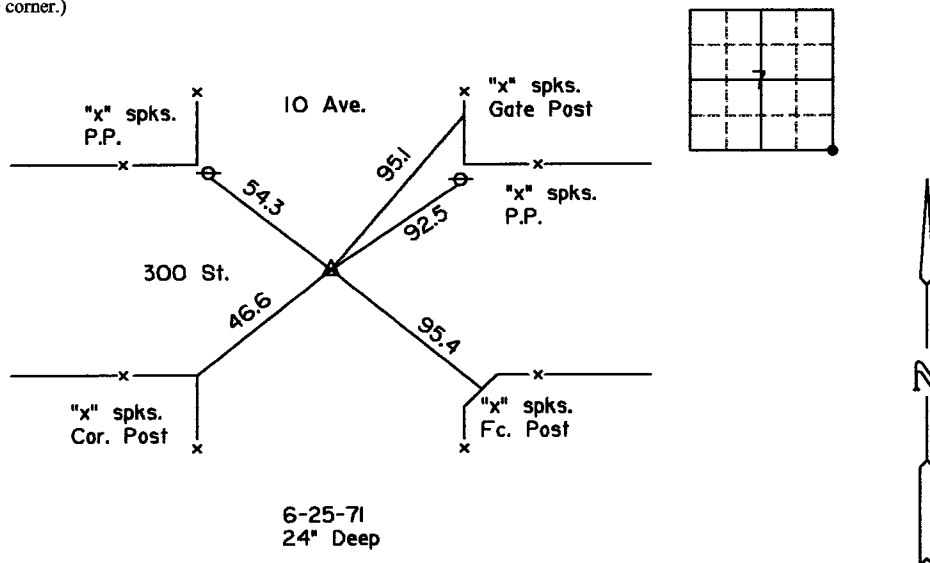 corner.)
"x" spks.
P.P.
10 Ave.
"x" spks.
Gate Post
7
95.1
54.3
92.5
"x" spks.
P.P.
300 St.
46.6
95.4
"x" spks.
Cor. Post
"x" spks.
Fc. Post
N
6-25-71
24" Deep